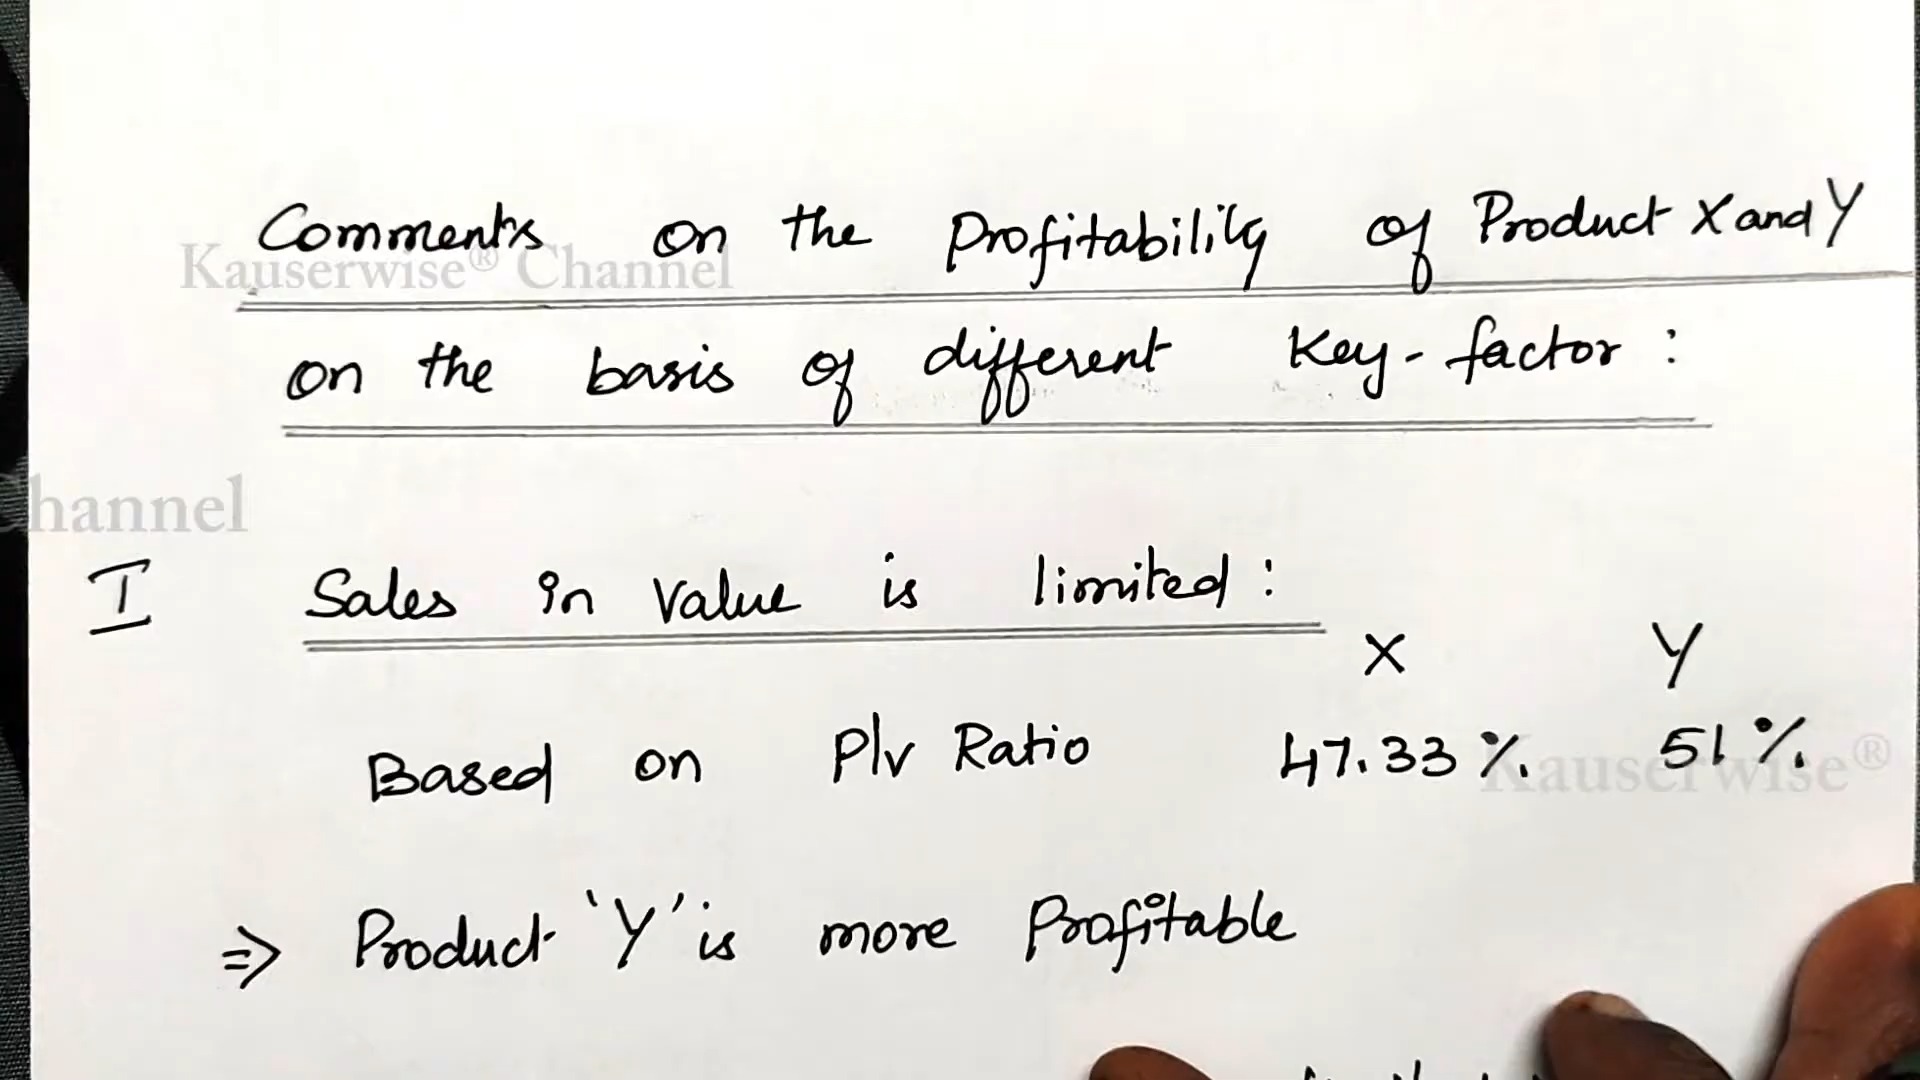 Comments on the Profitability of Product X and Y
Kauserwise® Channel
on the basis of different Key-factor:
Channel
I Sales in value is limited:
X Y
Based on P/v Ratio 47.33% 51%
Kauserwise®
⇒ Product 'Y' is more Profitable